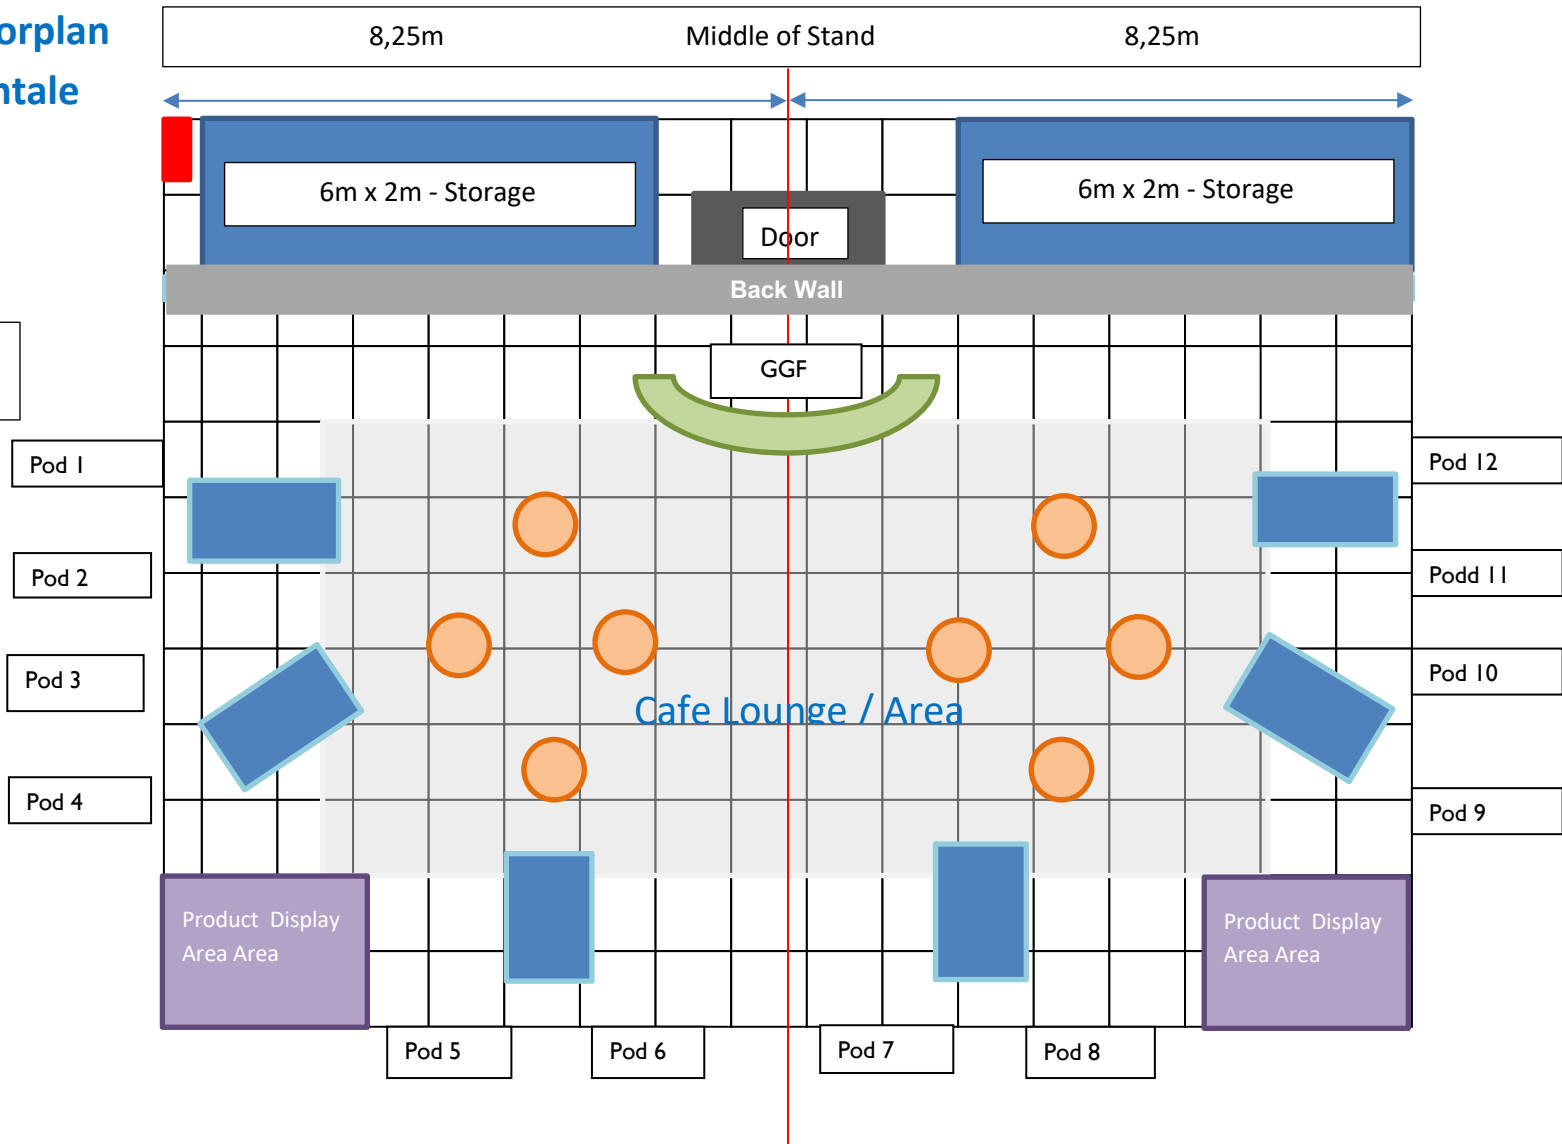 orplan
ntale
8,25m Middle of Stand 8,25m
6m x 2m - Storage
6m x 2m - Storage
Door
Back Wall
GGF
Pod 1
Pod 12
Pod 2
Podd 11
Pod 3
Pod 10
Cafe Lounge / Area
Pod 4
Pod 9
Product Display
Area Area
Product Display
Area Area
Pod 5
Pod 6
Pod 7
Pod 8